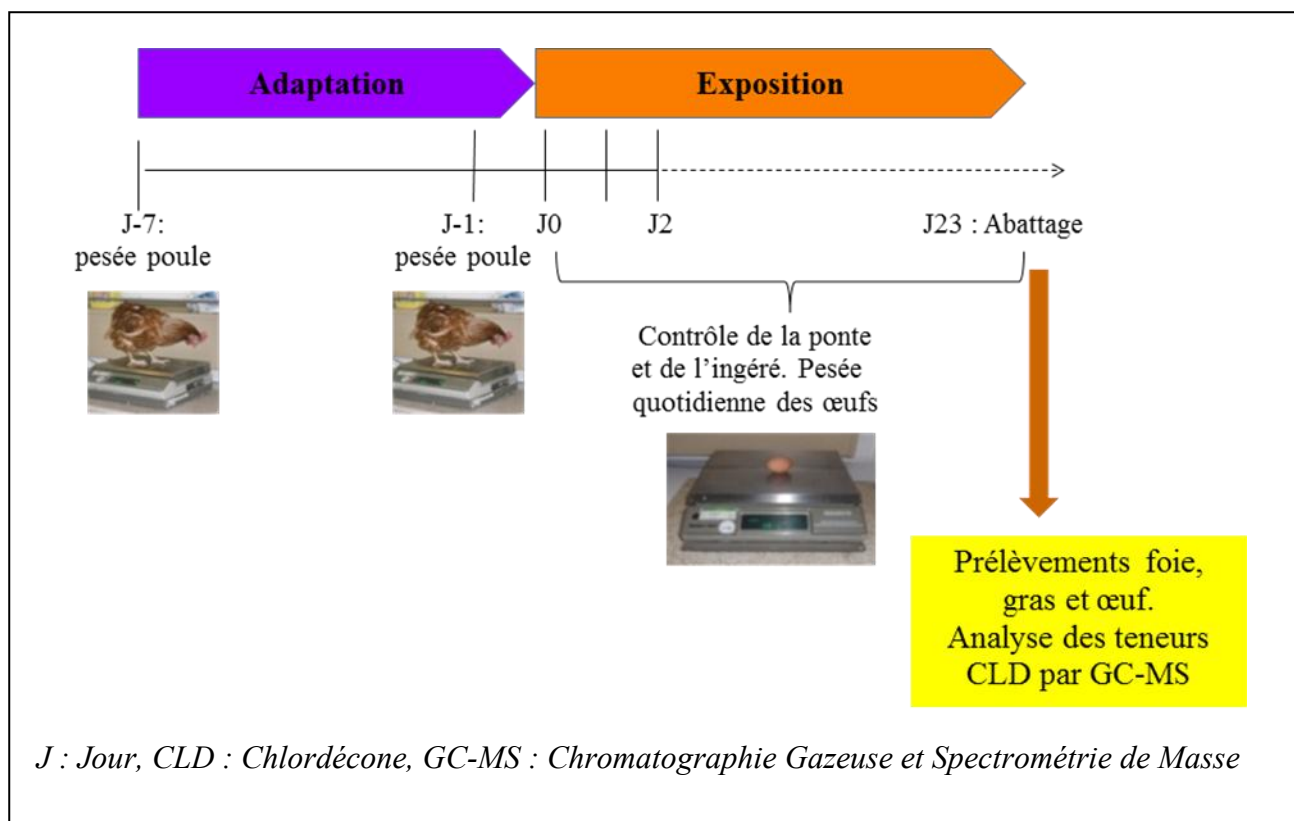 Adaptation
Exposition
J-7:
pesée poule
J-1:
pesée poule
J0
J2
J23 : Abattage
Contrôle de la ponte
et de l’ingéré. Pesée
quotidienne des œufs
Prélèvements foie,
gras et œuf.
Analyse des teneurs
CLD par GC-MS
J : Jour, CLD : Chlordécone, GC-MS : Chromatographie Gazeuse et Spectrométrie de Masse